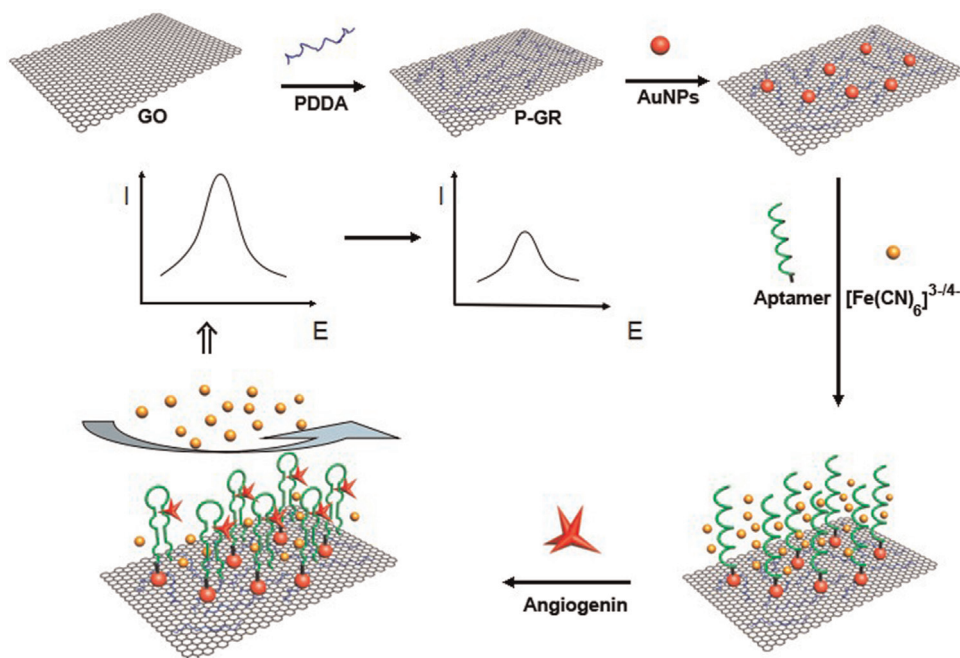 GO
PDDA
P-GR
AuNPs
I
E
I
E
Aptamer
[Fe(CN)6]3-/4-
Angiogenin